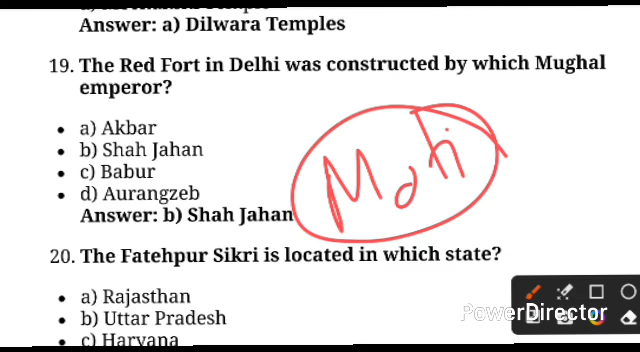 Answer: a) Dilwara Temples
19. The Red Fort in Delhi was constructed by which Mughal
emperor?
• a) Akbar
• b) Shah Jahan
• c) Babur
• d) Aurangzeb
Answer: b) Shah Jahan
Mohi
20. The Fatehpur Sikri is located in which state?
• a) Rajasthan
• b) Uttar Pradesh
• c) Haryana
PowerDirector